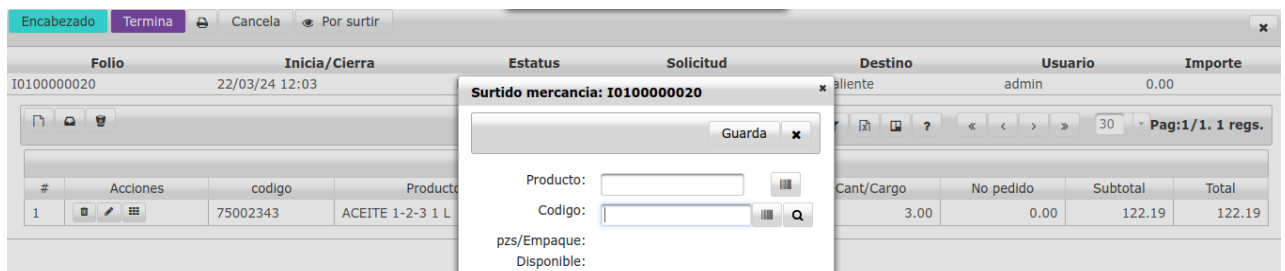 Encabezado Termina Cancela Por surtir
Folio Inicia/Cierra Estatus Solicitud Destino Usuario Importe
I0100000020 22/03/24 12:03 admin 0.00
Surtido mercancia: I0100000020
Guarda
? « < > » 30 Pag:1/1. 1 regs.
# Acciones codigo Cant/Cargo No pedido Subtotal Total
1 75002343 ACEITE 1-2-3 1 L 3.00 0.00 122.19 122.19
Producto:
Codigo:
pzs/Empaque:
Disponible: